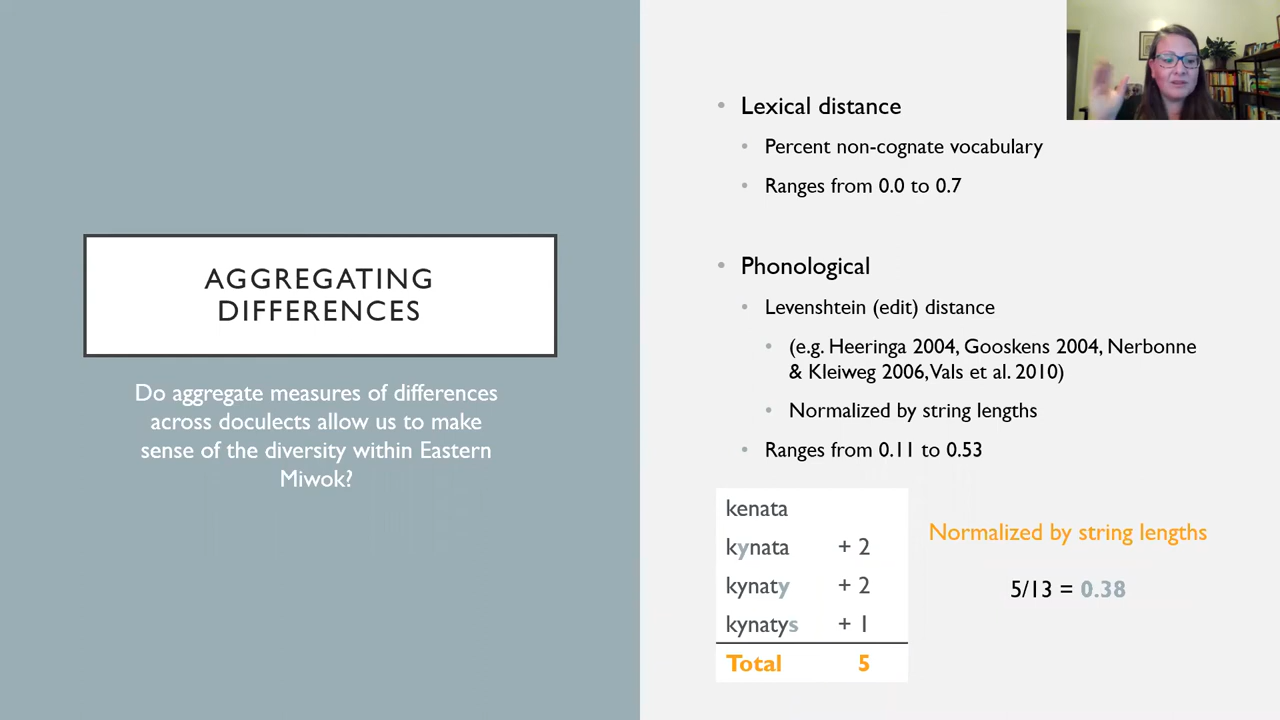 AGGREGATING
DIFFERENCES
Do aggregate measures of differences
across doculects allow us to make
sense of the diversity within Eastern
Miwok?
• Lexical distance
• Percent non-cognate vocabulary
• Ranges from 0.0 to 0.7
• Phonological
• Levenshtein (edit) distance
• (e.g. Heeringa 2004, Gooskens 2004, Nerbonne
& Kleiweg 2006, Vals et al. 2010)
• Normalized by string lengths
• Ranges from 0.11 to 0.53
kenata
kynata + 2
kynaty + 2
kynatys + 1
Total 5
Normalized by string lengths
5/13 = 0.38